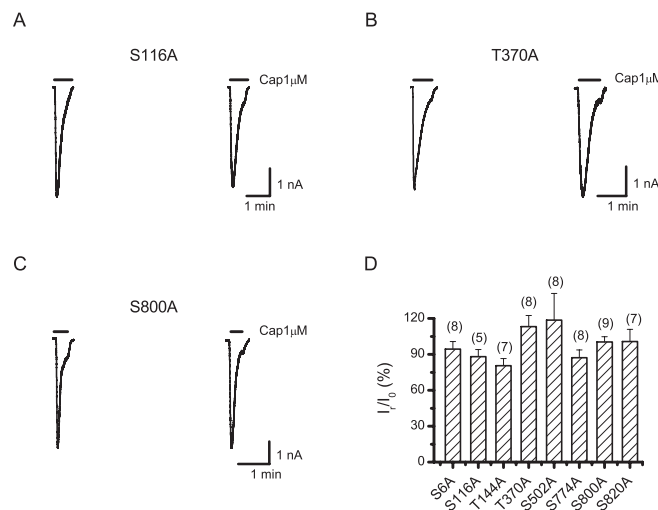 A
S116A
Cap1μM
1 nA
1 min
B
T370A
Cap1μM
1 nA
1 min
C
S800A
Cap1μM
1 nA
1 min
D
Ir/I0 (%)
120
90
60
30
0
(8)
(5)
(7)
(8)
(8)
(8)
(9)
(7)
S6A
S116A
T144A
T370A
S502A
S774A
S800A
S820A